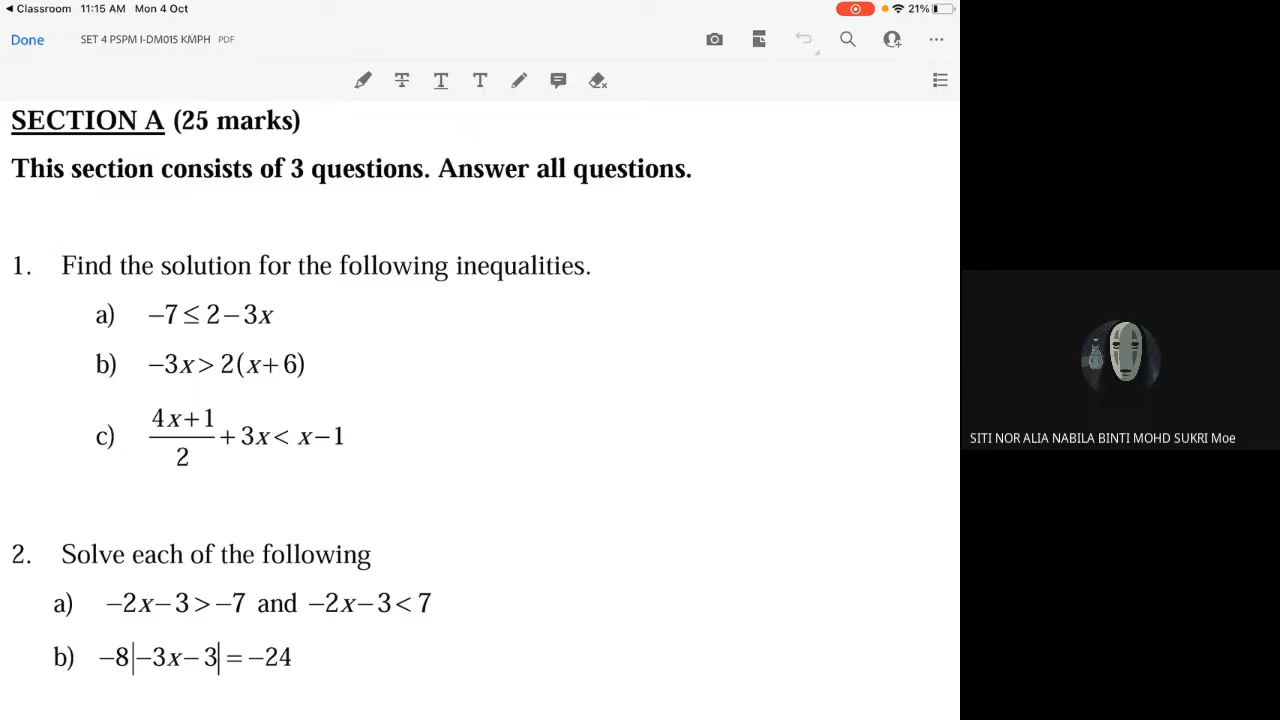 Classroom 11:15 AM Mon 4 Oct 21%
Done SET 4 PSPM I-DM015 KMPH PDF
SECTION A (25 marks)
This section consists of 3 questions. Answer all questions.
1. Find the solution for the following inequalities.
a) −7 ≤ 2 − 3x
b) −3x > 2(x + 6)
c) (4x + 1)/2 + 3x < x − 1
SITI NOR ALIA NABILA BINTI MOHD SUKRI Moe
2. Solve each of the following
a) −2x − 3 > −7 and −2x − 3 < 7
b) −8|−3x − 3| = −24